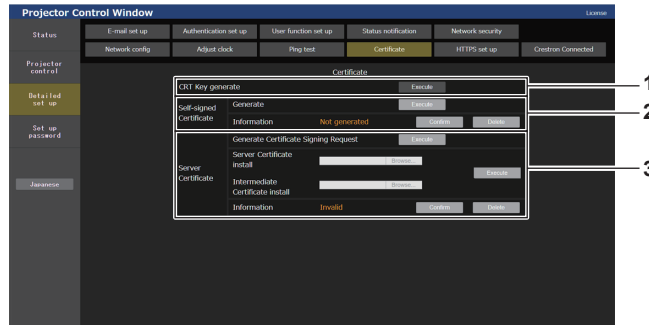 Projector Control Window
License
Status
E-mail set up
Authentication set up
User function set up
Status notification
Network security
Network config
Adjust clock
Ping test
Certificate
HTTPS set up
Crestron Connected
Projector
control
Detailed
set up
Set up
password
Japanese
Certificate
CRT Key generate
Execute
1
Self-signed
Certificate
Generate
Execute
2
Information
Not generated
Confirm
Delete
Server
Certificate
Generate Certificate Signing Request
Execute
Server Certificate
install
Browse...
Execute
3
Intermediate
Certificate install
Browse...
Information
Invalid
Confirm
Delete